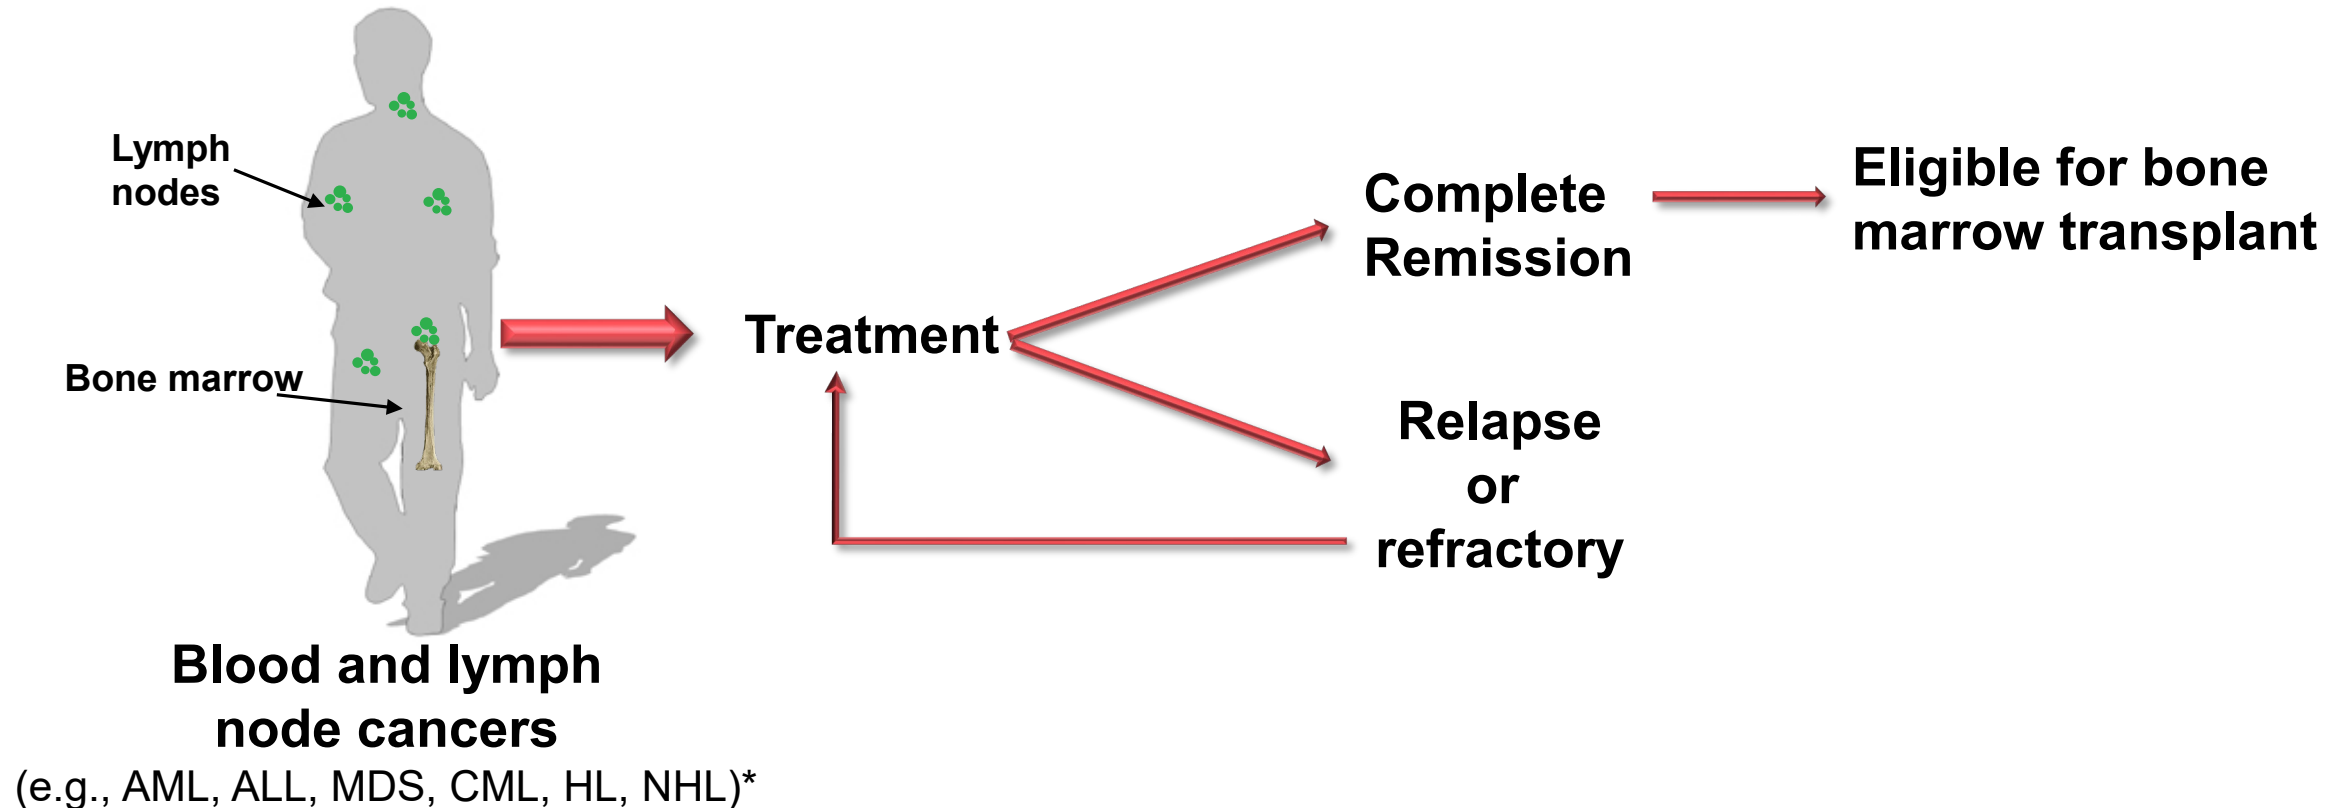 Lymph
nodes
Bone marrow
Blood and lymph
node cancers
(e.g., AML, ALL, MDS, CML, HL, NHL)*
Treatment
Complete
Remission
Eligible for bone
marrow transplant
Relapse
or
refractory